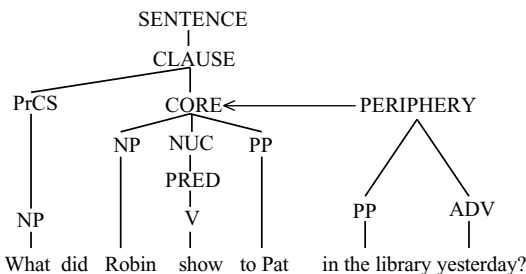 SENTENCE
CLAUSE
PrCS CORE PERIPHERY
NP NUC PP
PRED
NP V PP ADV
What did Robin show to Pat in the library yesterday?